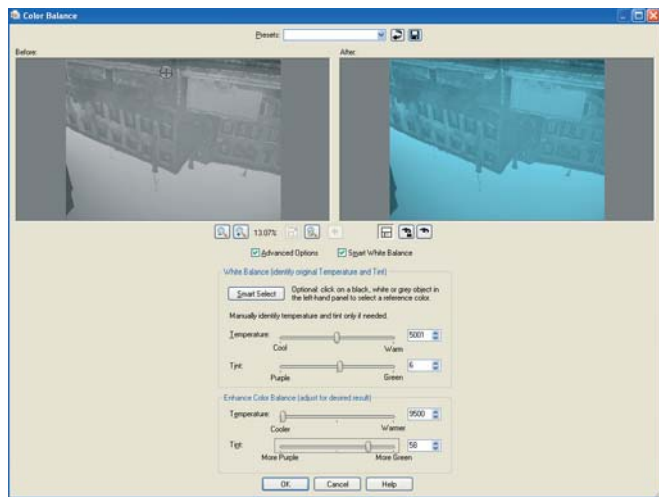 Color Balance
Presets:
Before:
After:
13.07%
Advanced Options
Smart White Balance
White Balance (identify original Temperature and Tint)
Smart Select
Optional: click on a black, white or grey object in
the left-hand panel to select a reference color.
Manually identify temperature and tint only if needed.
Temperature:
5001
Cool
Warm
Tint:
6
Purple
Green
Enhance Color Balance (adjust for desired result)
Temperature:
9500
Cooler
Warmer
Tint:
58
More Purple
More Green
OK
Cancel
Help